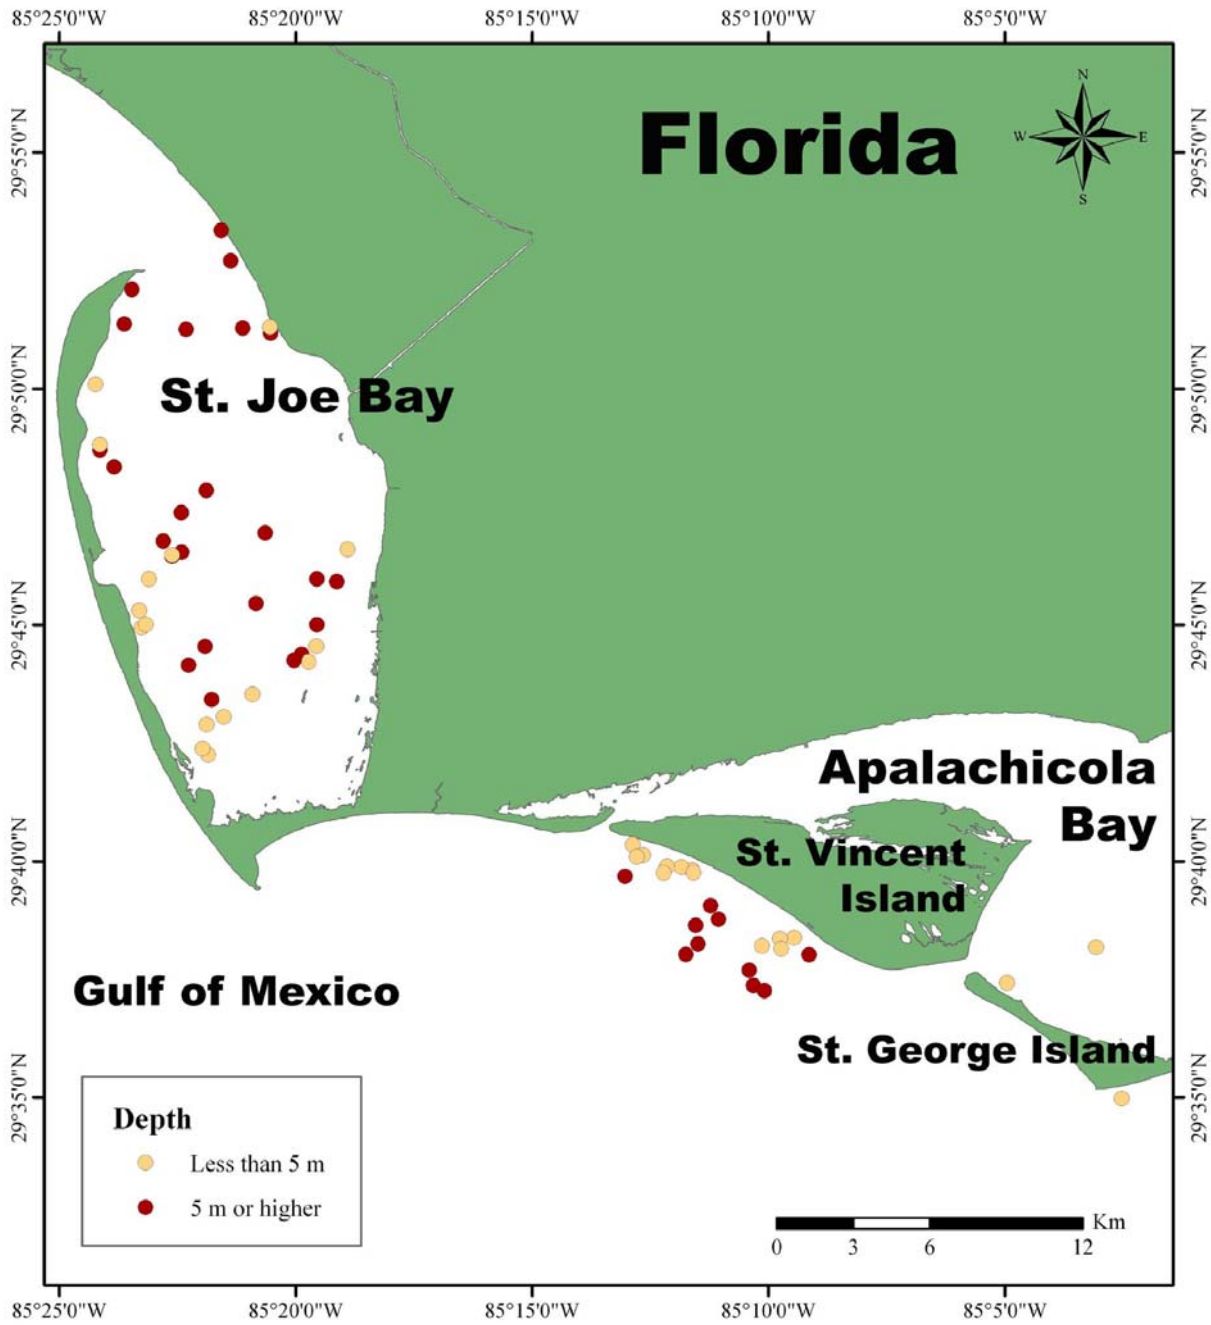 85°25'0"W 85°20'0"W 85°15'0"W 85°10'0"W 85°5'0"W
N
W E
S
Florida
29°55'0"N 29°55'0"N
29°50'0"N 29°50'0"N
St. Joe Bay
29°45'0"N 29°45'0"N
Apalachicola
Bay
29°40'0"N 29°40'0"N
St. Vincent
Island
Gulf of Mexico
St. George Island
29°35'0"N 29°35'0"N
Depth
Less than 5 m
5 m or higher
Km
0 3 6 12
85°25'0"W 85°20'0"W 85°15'0"W 85°10'0"W 85°5'0"W